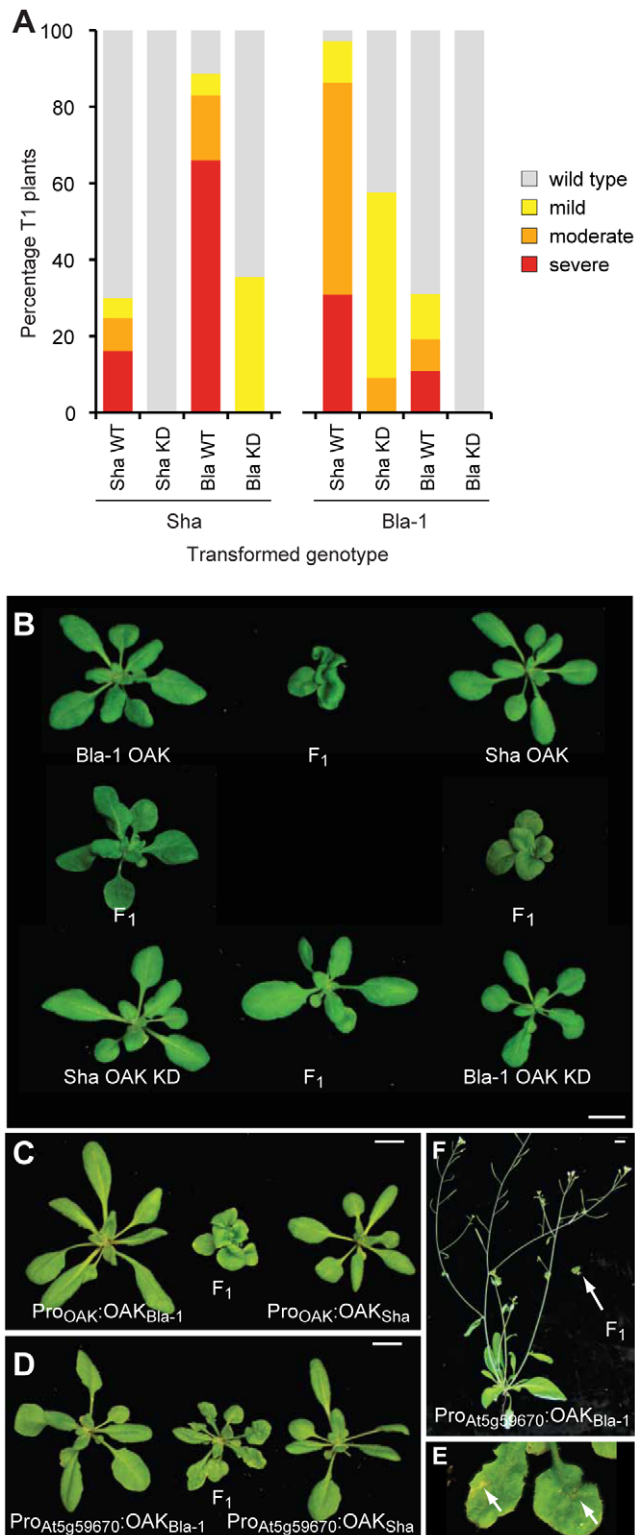 A
Percentage T1 plants
100
80
60
40
20
0
wild type
mild
moderate
severe
Sha WT
Sha KD
Bla WT
Bla KD
Sha WT
Sha KD
Bla WT
Bla KD
Sha
Bla-1
Transformed genotype
B
Bla-1 OAK
F1
Sha OAK
F1
F1
Sha OAK KD
F1
Bla-1 OAK KD
C
F1
ProOAK:OAKBla-1
ProOAK:OAKSha
D
F1
ProAt5g59670:OAKBla-1
ProAt5g59670:OAKSha
F
F1
ProAt5g59670:OAKBla-1
E